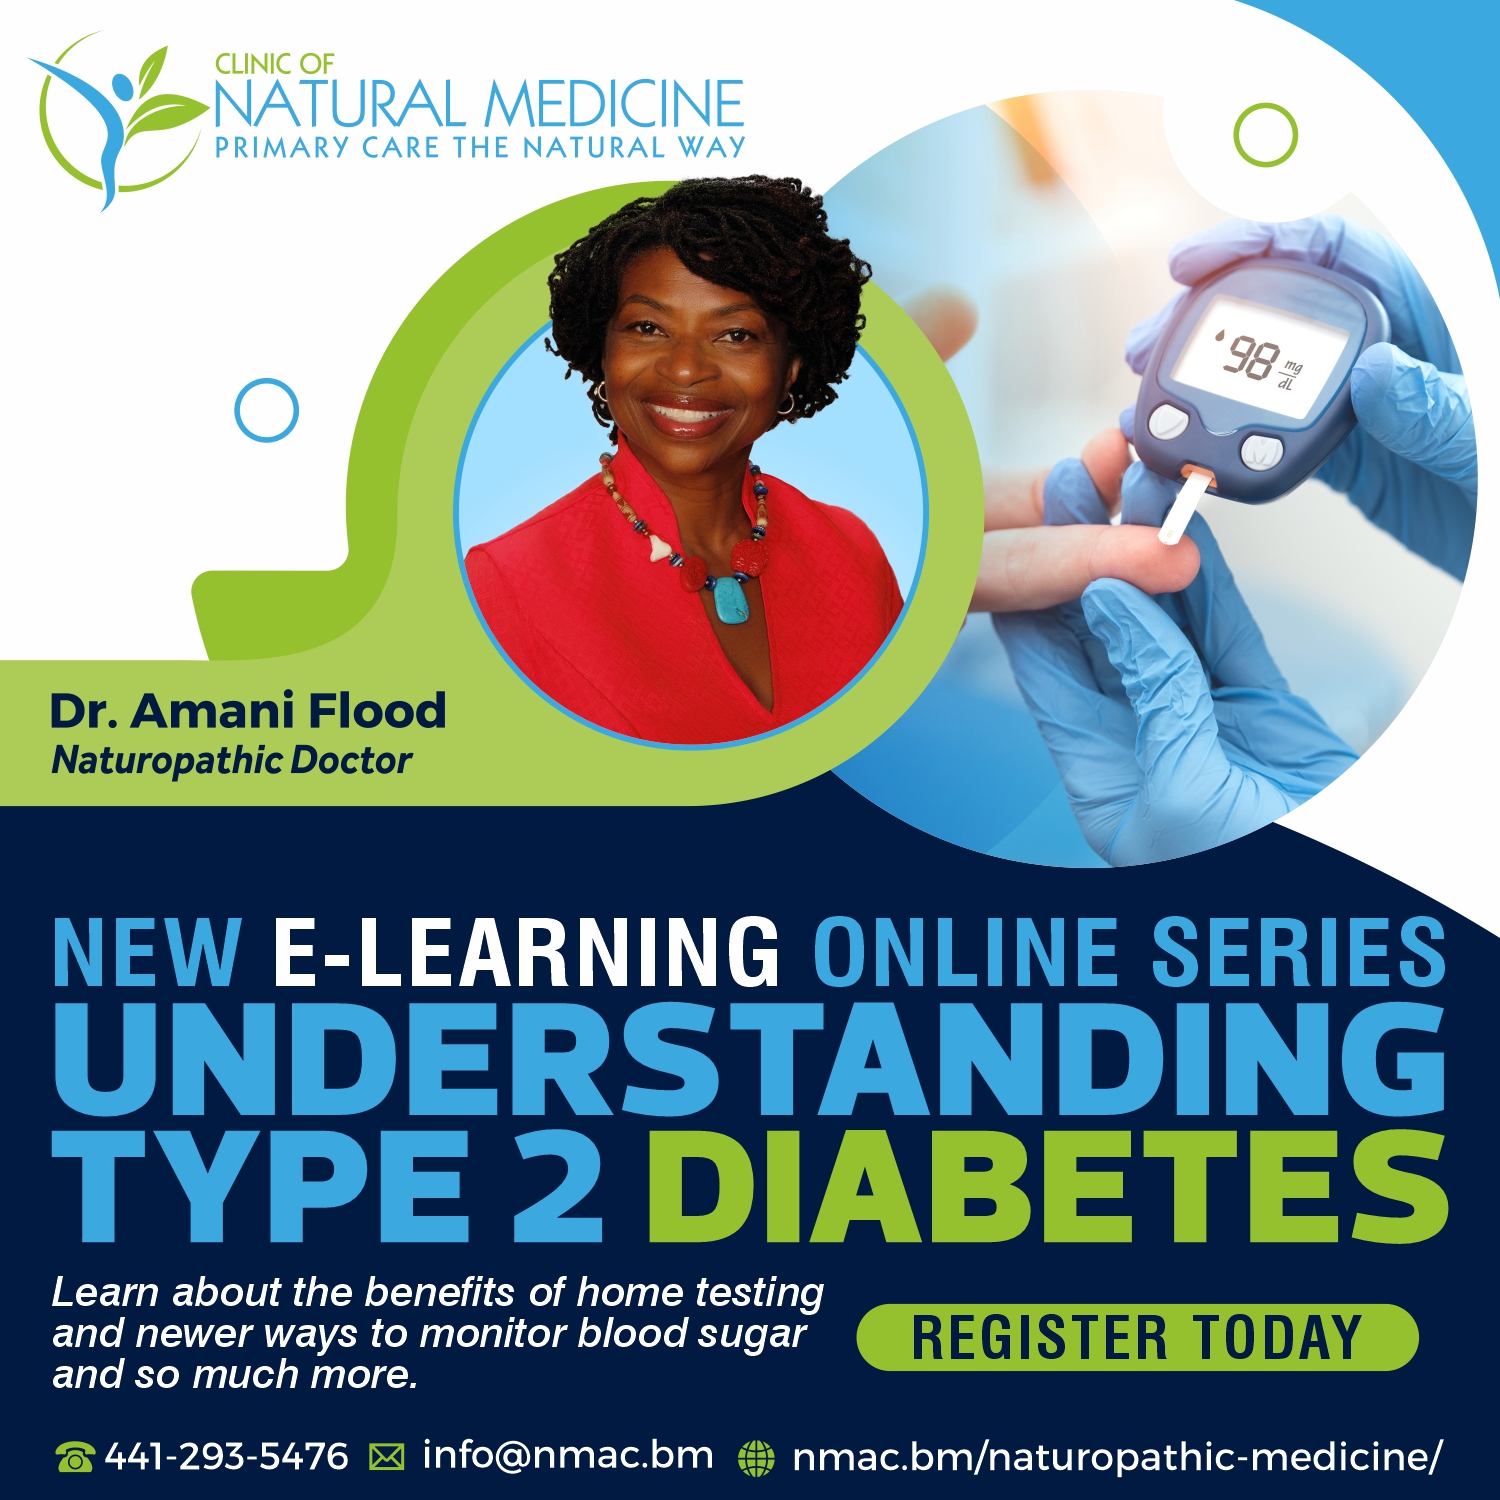 CLINIC OF
NATURAL MEDICINE
PRIMARY CARE THE NATURAL WAY
98 mg
dL
M
Dr. Amani Flood
Naturopathic Doctor
NEW E-LEARNING ONLINE SERIES
UNDERSTANDING
TYPE 2 DIABETES
Learn about the benefits of home testing
and newer ways to monitor blood sugar
and so much more.
REGISTER TODAY
441-293-5476 info@nmac.bm nmac.bm/naturopathic-medicine/